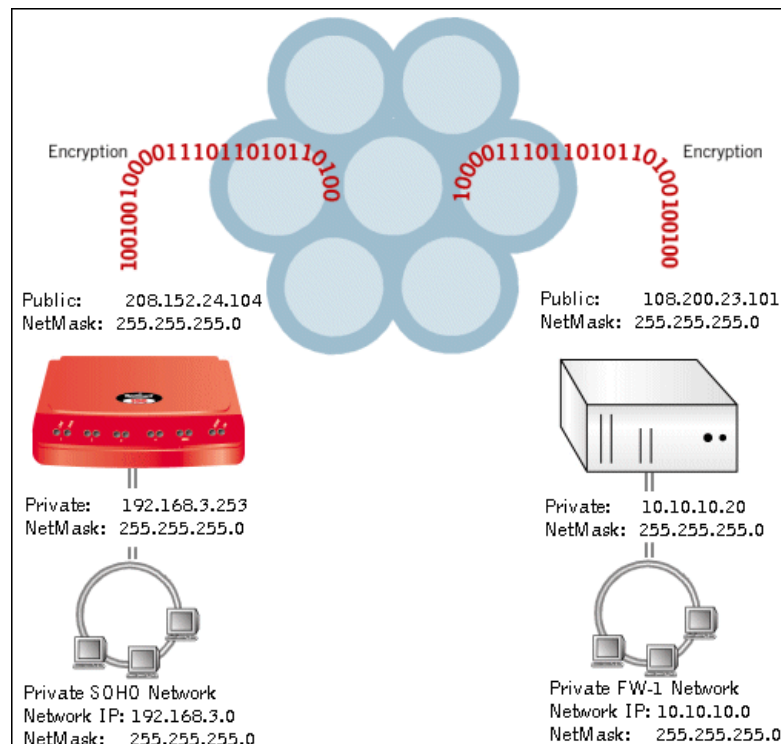 Encryption
100100100001110110101110100
Encryption
10000111011010110100100100
Public: 208.152.24.104
NetMask: 255.255.255.0
Public: 108.200.23.101
NetMask: 255.255.255.0
Private: 192.168.3.253
NetMask: 255.255.255.0
Private: 10.10.10.20
NetMask: 255.255.255.0
Private SOHO Network
Network IP: 192.168.3.0
NetMask: 255.255.255.0
Private FW-1 Network
Network IP: 10.10.10.0
NetMask: 255.255.255.0